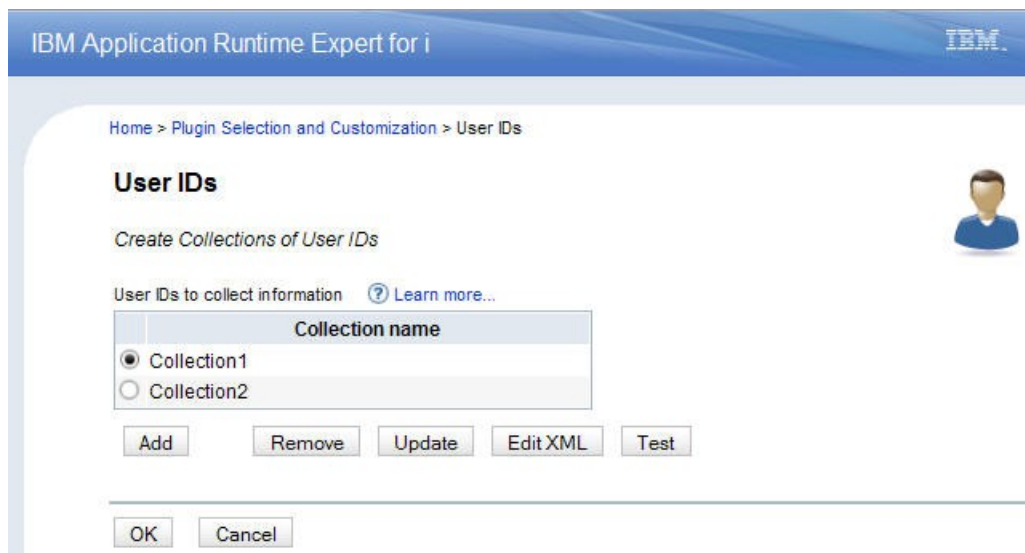 IBM Application Runtime Expert for i IBM.
Home > Plugin Selection and Customization > User IDs
User IDs
Create Collections of User IDs
User IDs to collect information ? Learn more...
Collection name
Collection1
Collection2
Add Remove Update Edit XML Test
OK Cancel